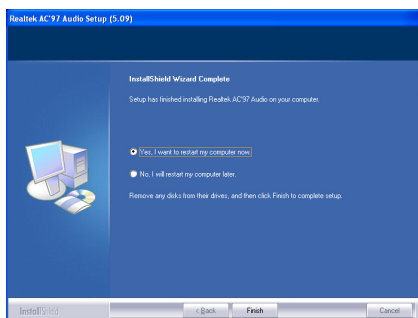 Realtek AC'97 Audio Setup (5.09)
InstallShield Wizard Complete
Setup has finished installing Realtek AC'97 Audio on your computer.
Yes, I want to restart my computer now.
No, I will restart my computer later.
Remove any disks from their drives, and then click Finish to complete setup.
InstallShield
< Back
Finish
Cancel